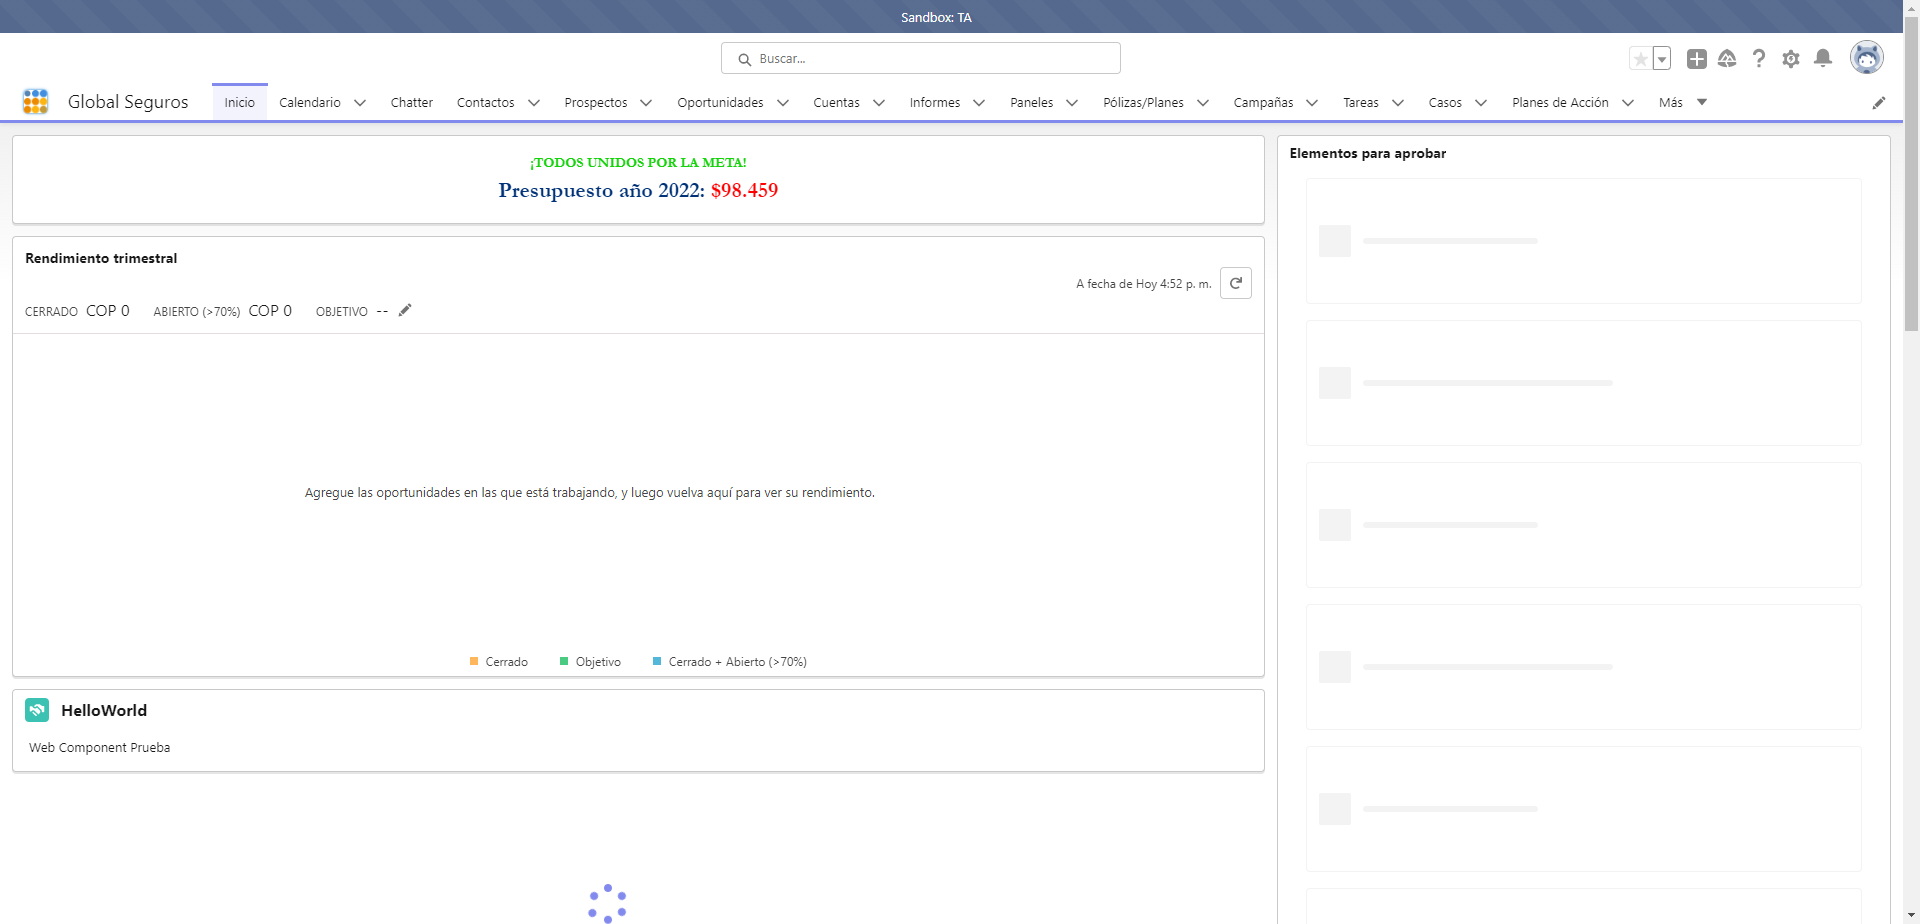 Sandbox: TA
Buscar...
Global Seguros
Inicio
Calendario
Chatter
Contactos
Prospectos
Oportunidades
Cuentas
Informes
Paneles
Pólizas/Planes
Campañas
Tareas
Casos
Planes de Acción
Más
¡TODOS UNIDOS POR LA META!
Presupuesto año 2022: $98.459
Rendimiento trimestral
A fecha de Hoy 4:52 p. m.
CERRADO COP 0 ABIERTO (>70%) COP 0 OBJETIVO --
Agregue las oportunidades en las que está trabajando, y luego vuelva aquí para ver su rendimiento.
Cerrado
Objetivo
Cerrado + Abierto (>70%)
HelloWorld
Web Component Prueba
Elementos para aprobar